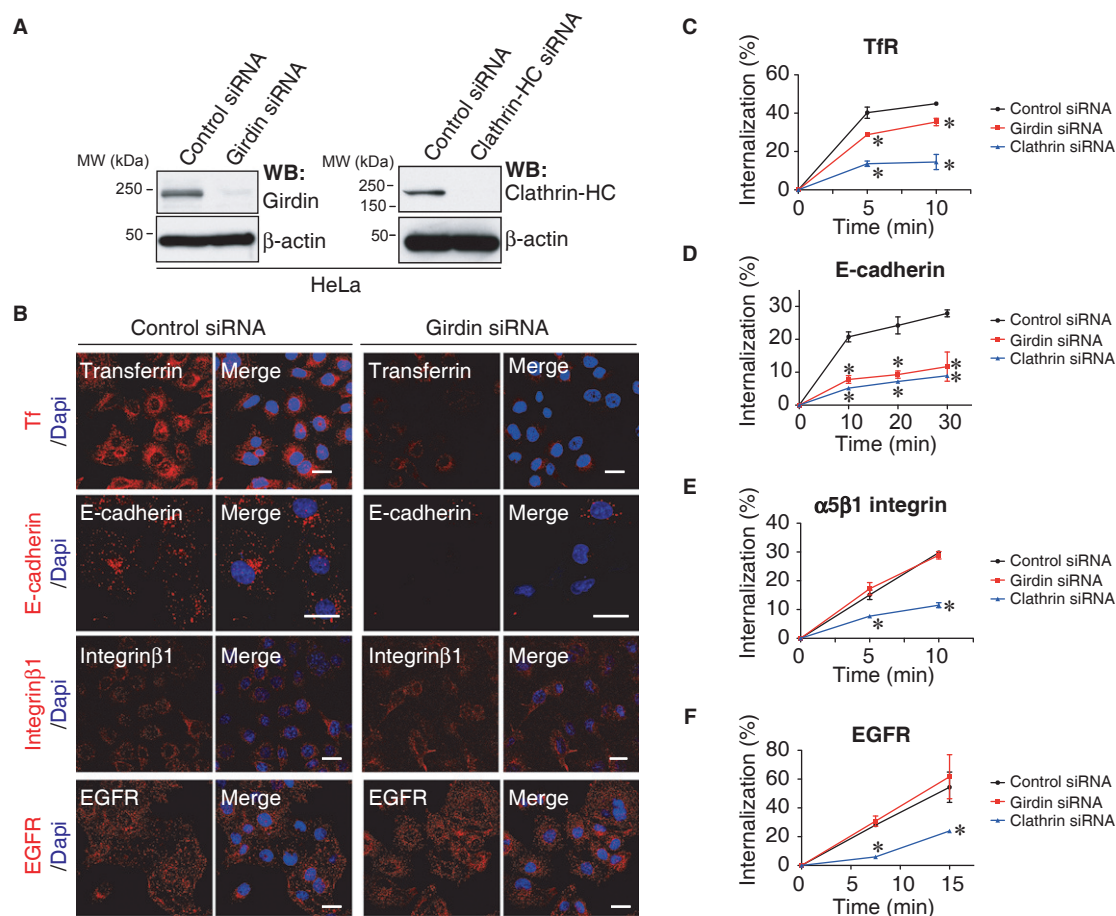 A
Control siRNA
Girdin siRNA
MW (kDa)
250
WB:
Girdin
50
β-actin
Control siRNA
Clathrin-HC siRNA
MW (kDa)
250
150
WB:
Clathrin-HC
50
β-actin
HeLa
B
Control siRNA
Girdin siRNA
Tf
/Dapi
Transferrin
Merge
Transferrin
Merge
E-cadherin
/Dapi
E-cadherin
Merge
E-cadherin
Merge
Integrinβ1
/Dapi
Integrinβ1
Merge
Integrinβ1
Merge
EGFR
/Dapi
EGFR
Merge
EGFR
Merge
C
TfR
Internalization (%)
60
40
20
0
* *
* *
0 5 10
Time (min)
Control siRNA
Girdin siRNA
Clathrin siRNA
D
E-cadherin
Internalization (%)
30
20
10
0
* * *
* * *
0 10 20 30
Time (min)
Control siRNA
Girdin siRNA
Clathrin siRNA
E
α5β1 integrin
Internalization (%)
40
30
20
10
0
* *
0 5 10
Time (min)
Control siRNA
Girdin siRNA
Clathrin siRNA
F
EGFR
Internalization (%)
80
60
40
20
0
* *
0 5 10 15
Time (min)
Control siRNA
Girdin siRNA
Clathrin siRNA